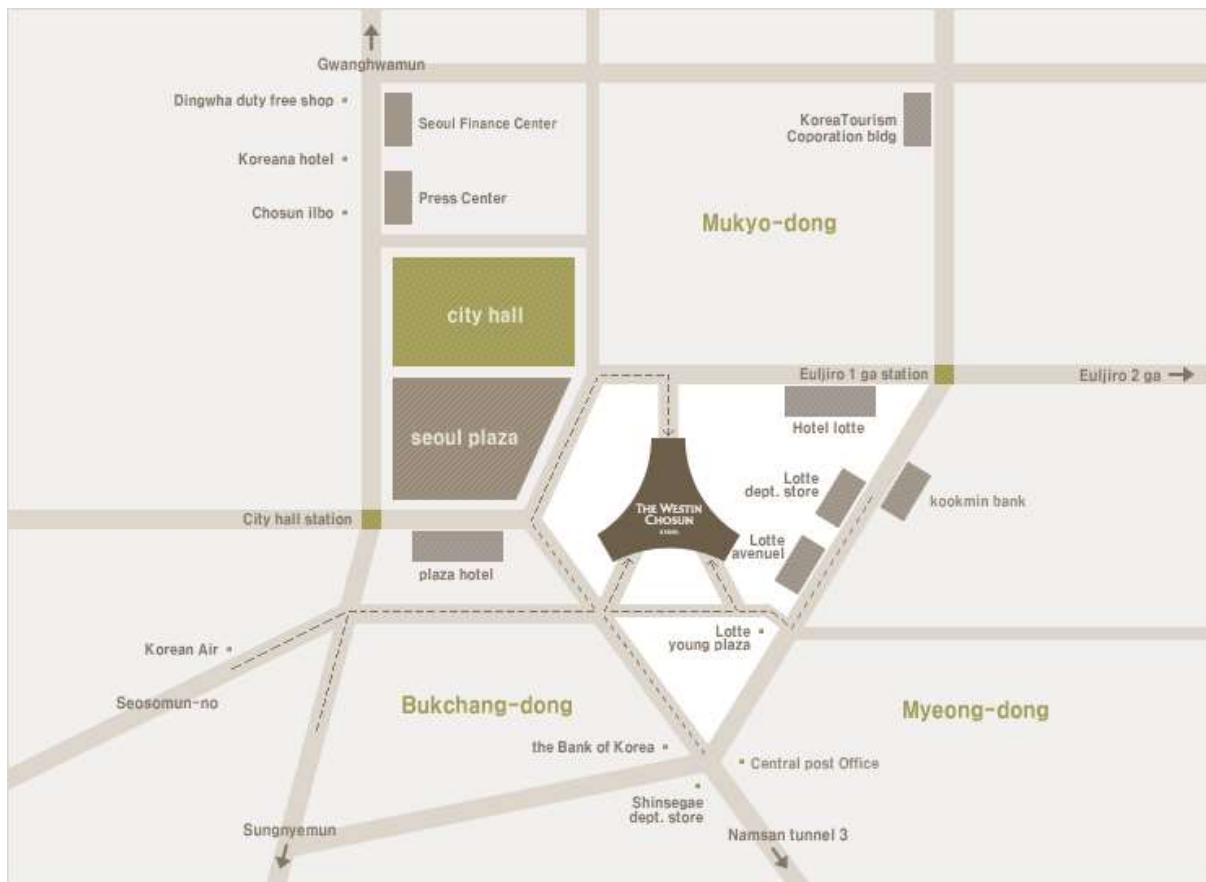 Gwanghwamun
Dingwha duty free shop
Seoul Finance Center
KoreaTourism
Coporation bldg
Koreana hotel
Press Center
Chosun ilbo
Mukyo-dong
city hall
Euljiro 1 ga station
Euljiro 2 ga
seoul plaza
Hotel lotte
Lotte
dept. store
kookmin bank
THE WESTIN
CHOSUN
City hall station
Lotte
avenuel
plaza hotel
Lotte
young plaza
Korean Air
Seosomun-no
Bukchang-dong
Myeong-dong
the Bank of Korea
Central post Office
Shinsegae
dept. store
Sungnyemun
Namsan tunnel 3